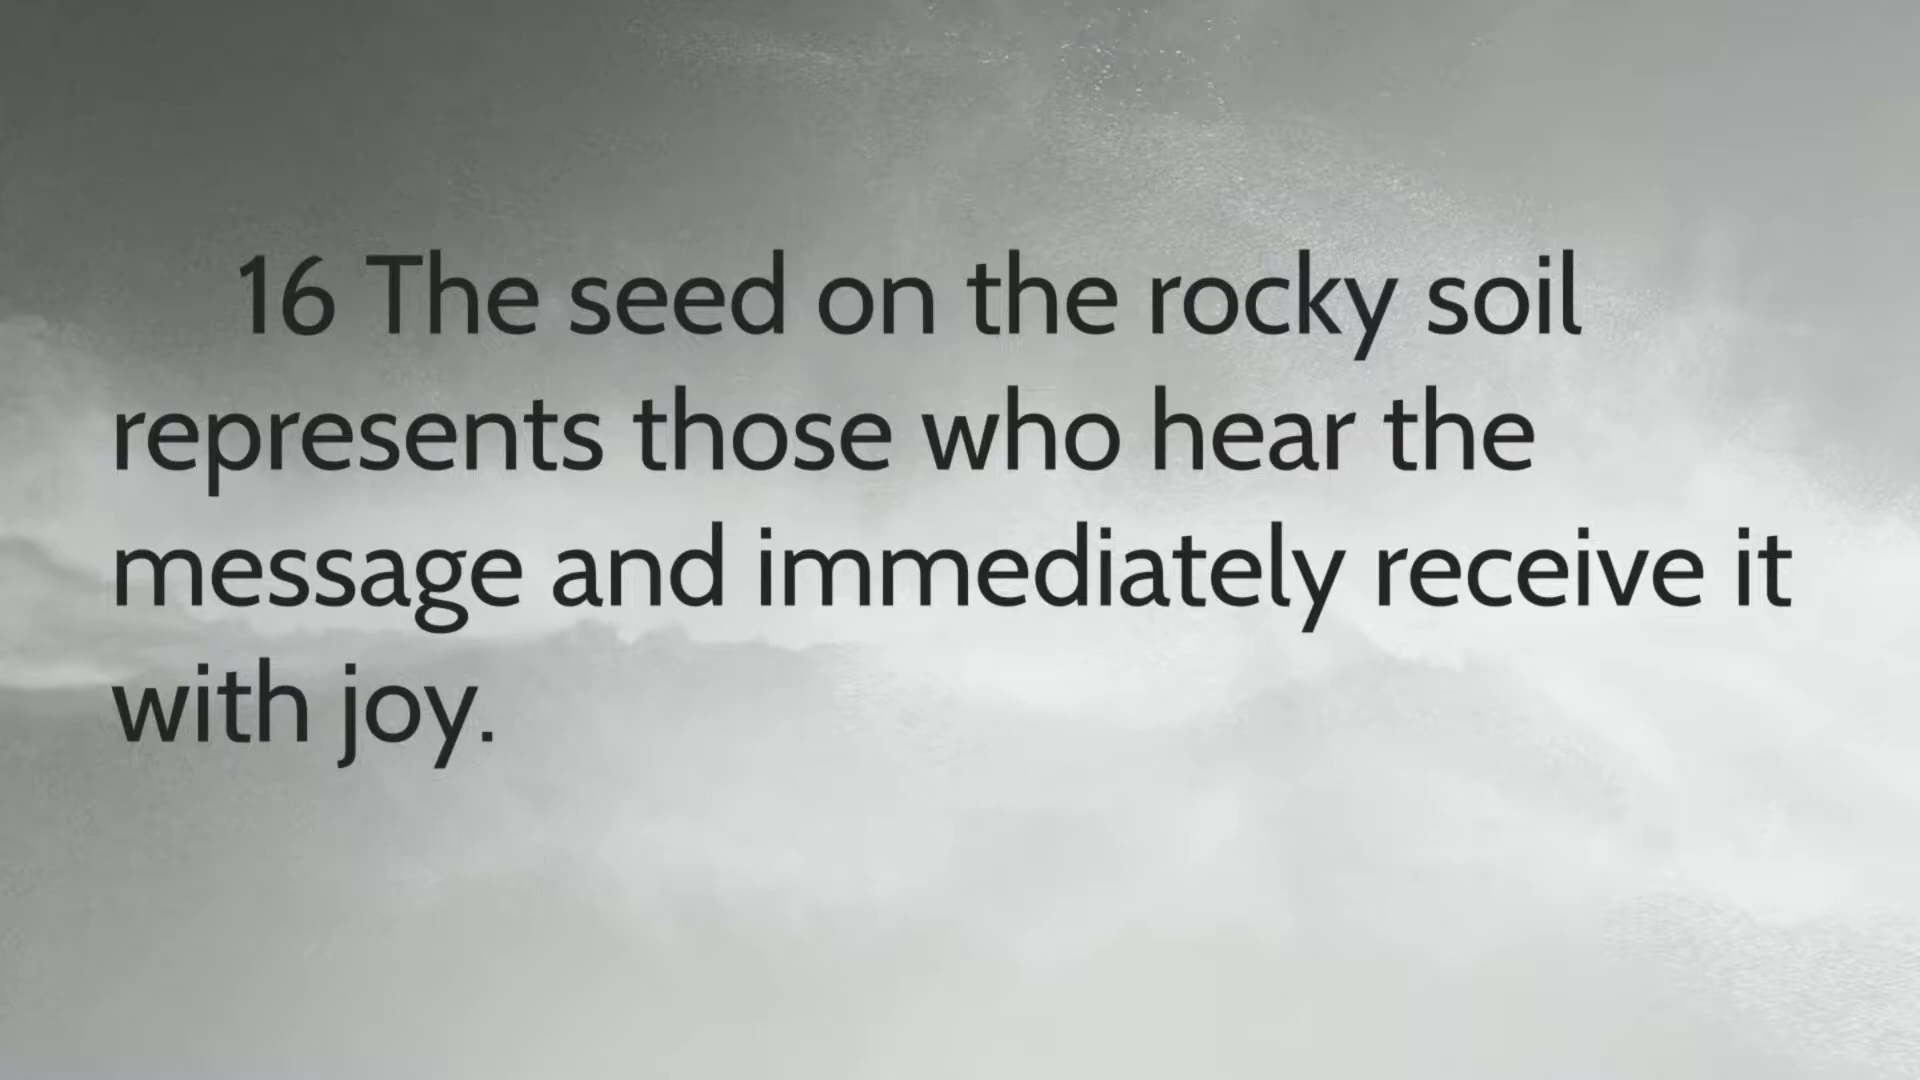 16 The seed on the rocky soil
represents those who hear the
message and immediately receive it
with joy.